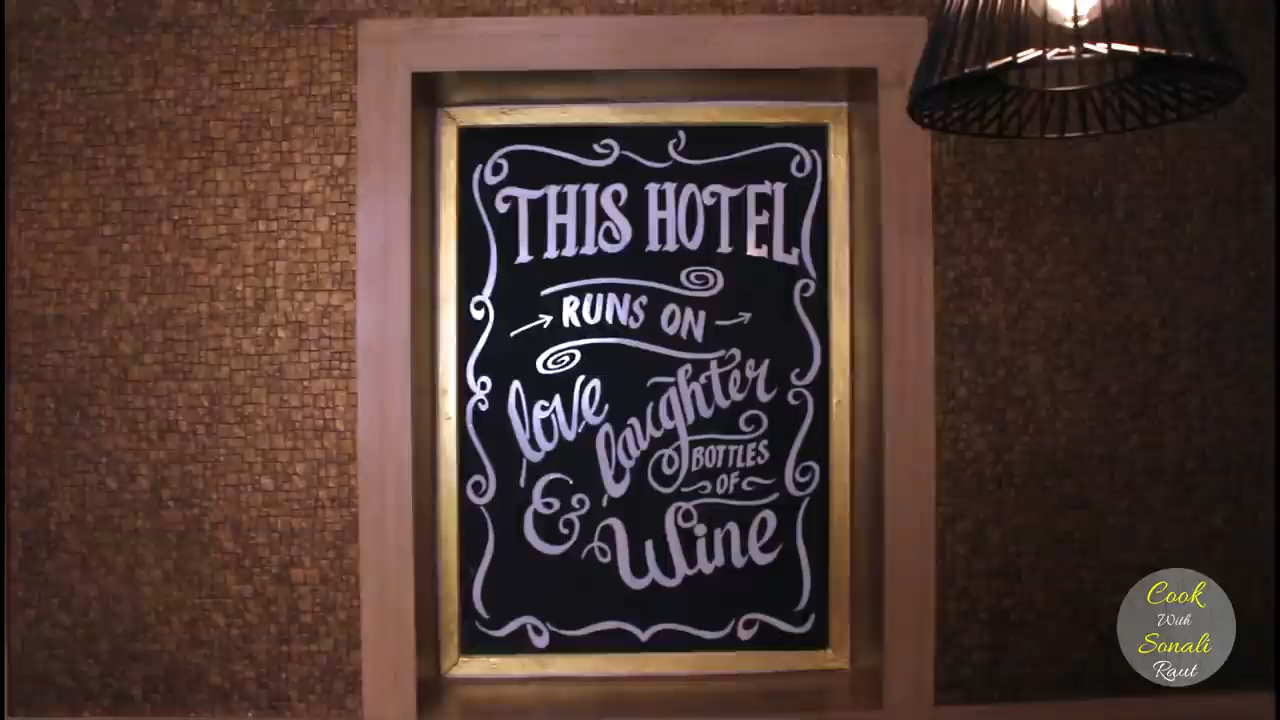 THIS HOTEL
RUNS ON
love
laughter
& BOTTLES
OF
Wine
Cook
With
Sonali
Raut